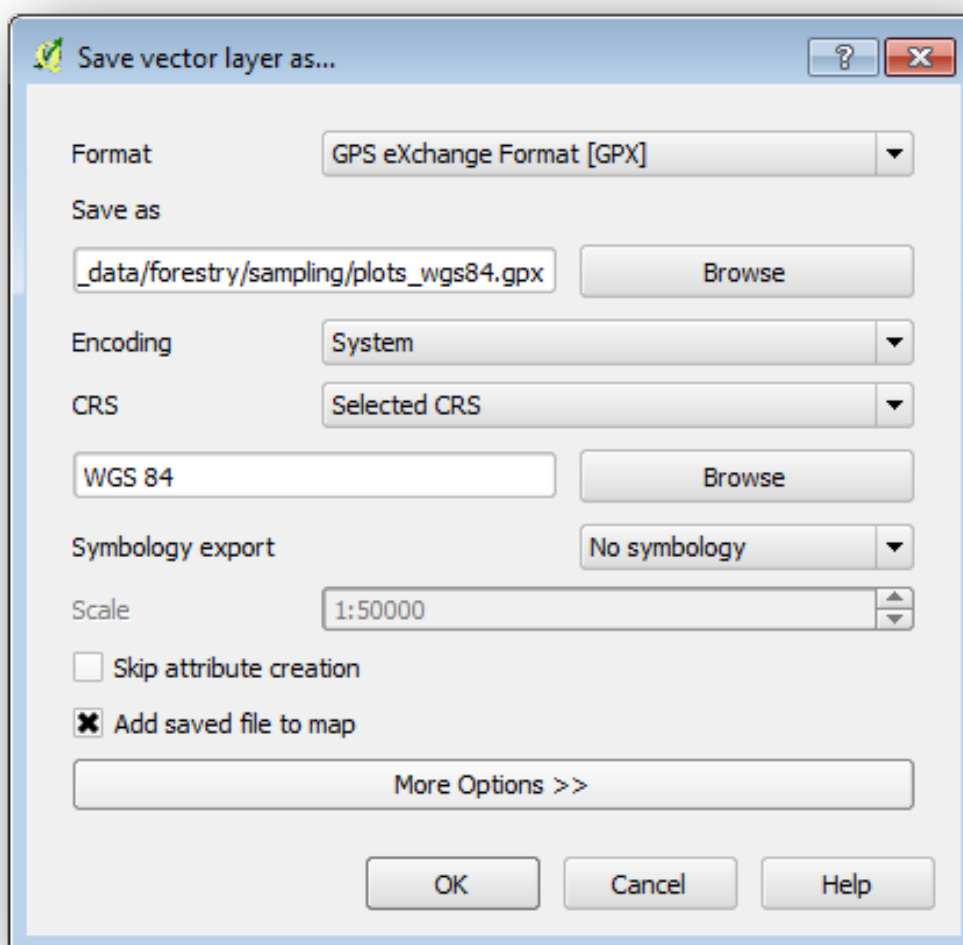 Save vector layer as...
Format GPS eXchange Format [GPX]
Save as
_data/forestry/sampling/plots_wgs84.gpx Browse
Encoding System
CRS Selected CRS
WGS 84 Browse
Symbology export No symbology
Scale 1:50000
Skip attribute creation
Add saved file to map
More Options >>
OK Cancel Help